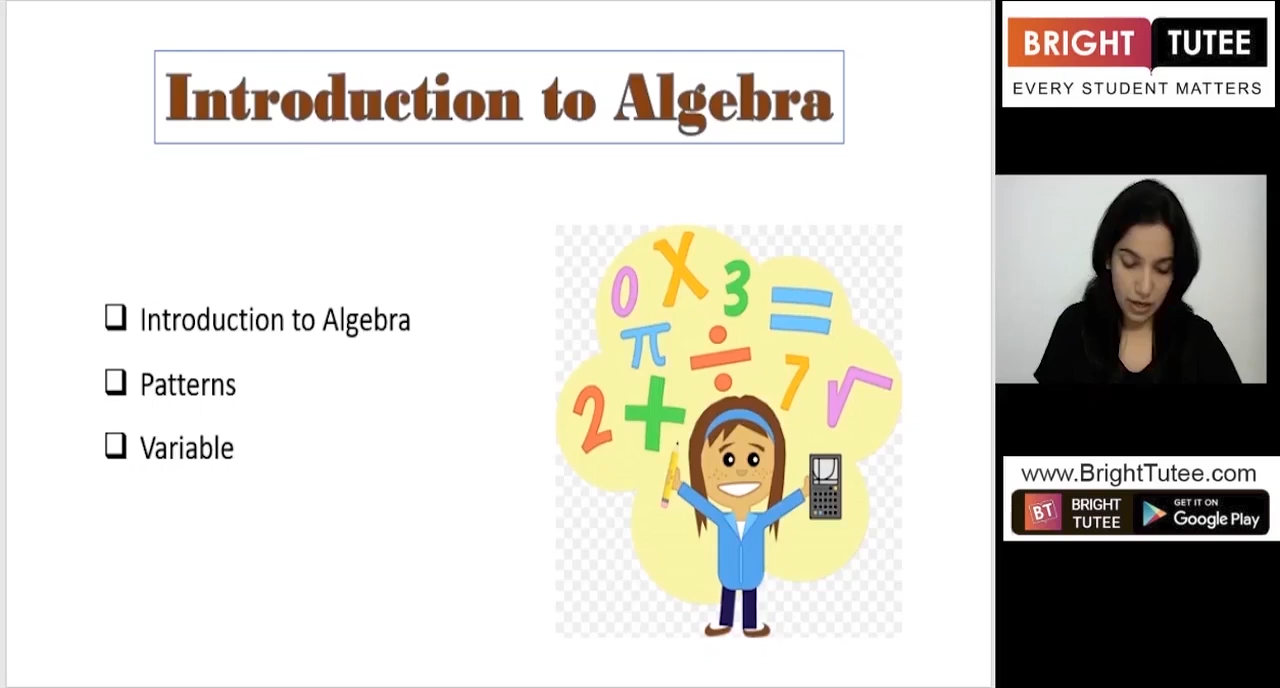 Introduction to Algebra
Introduction to Algebra
Patterns
Variable
0 X 3 =
π ÷ 7 √
2 +
BRIGHT TUTEE
EVERY STUDENT MATTERS
www.BrightTutee.com
BT BRIGHT TUTEE
GET IT ON
Google Play